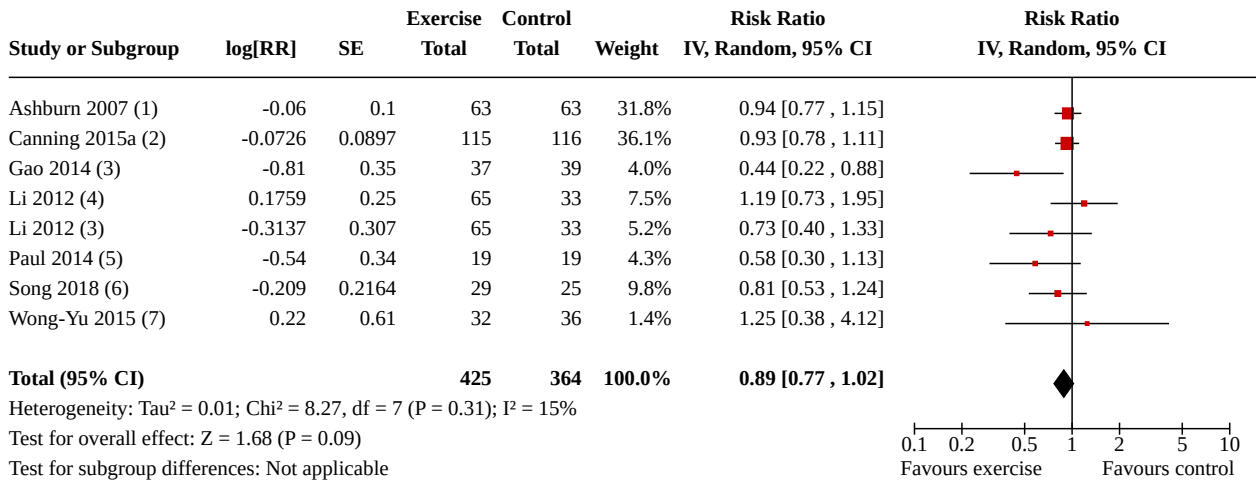 Exercise Control Risk Ratio Risk Ratio
Study or Subgroup log[RR] SE Total Total Weight IV, Random, 95% CI IV, Random, 95% CI
Ashburn 2007 (1) -0.06 0.1 63 63 31.8% 0.94 [0.77 , 1.15]
Canning 2015a (2) -0.0726 0.0897 115 116 36.1% 0.93 [0.78 , 1.11]
Gao 2014 (3) -0.81 0.35 37 39 4.0% 0.44 [0.22 , 0.88]
Li 2012 (4) 0.1759 0.25 65 33 7.5% 1.19 [0.73 , 1.95]
Li 2012 (3) -0.3137 0.307 65 33 5.2% 0.73 [0.40 , 1.33]
Paul 2014 (5) -0.54 0.34 19 19 4.3% 0.58 [0.30 , 1.13]
Song 2018 (6) -0.209 0.2164 29 25 9.8% 0.81 [0.53 , 1.24]
Wong-Yu 2015 (7) 0.22 0.61 32 36 1.4% 1.25 [0.38 , 4.12]
Total (95% CI) 425 364 100.0% 0.89 [0.77 , 1.02]
Heterogeneity: Tau² = 0.01; Chi² = 8.27, df = 7 (P = 0.31); I² = 15%
Test for overall effect: Z = 1.68 (P = 0.09)
0.1 0.2 0.5 1 2 5 10
Test for subgroup differences: Not applicable Favours exercise Favours control